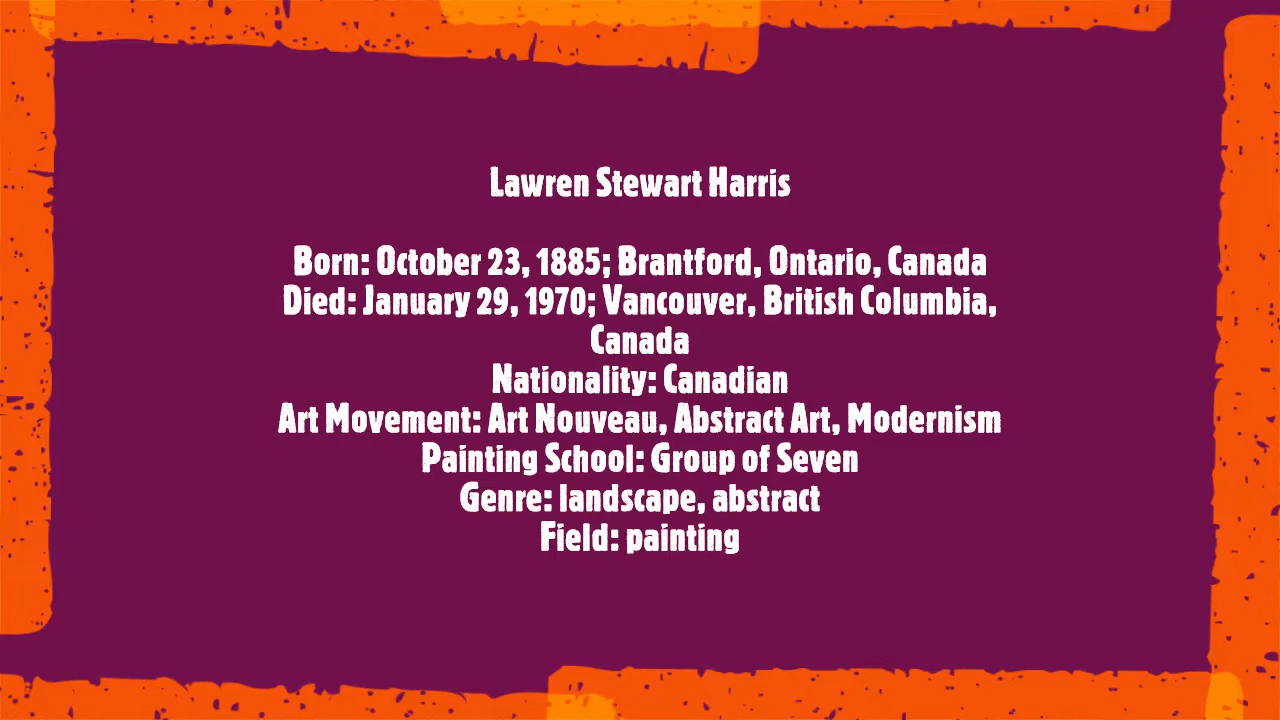 Lawren Stewart Harris
Born: October 23, 1885; Brantford, Ontario, Canada
Died: January 29, 1970; Vancouver, British Columbia,
Canada
Nationality: Canadian
Art Movement: Art Nouveau, Abstract Art, Modernism
Painting School: Group of Seven
Genre: landscape, abstract
Field: painting